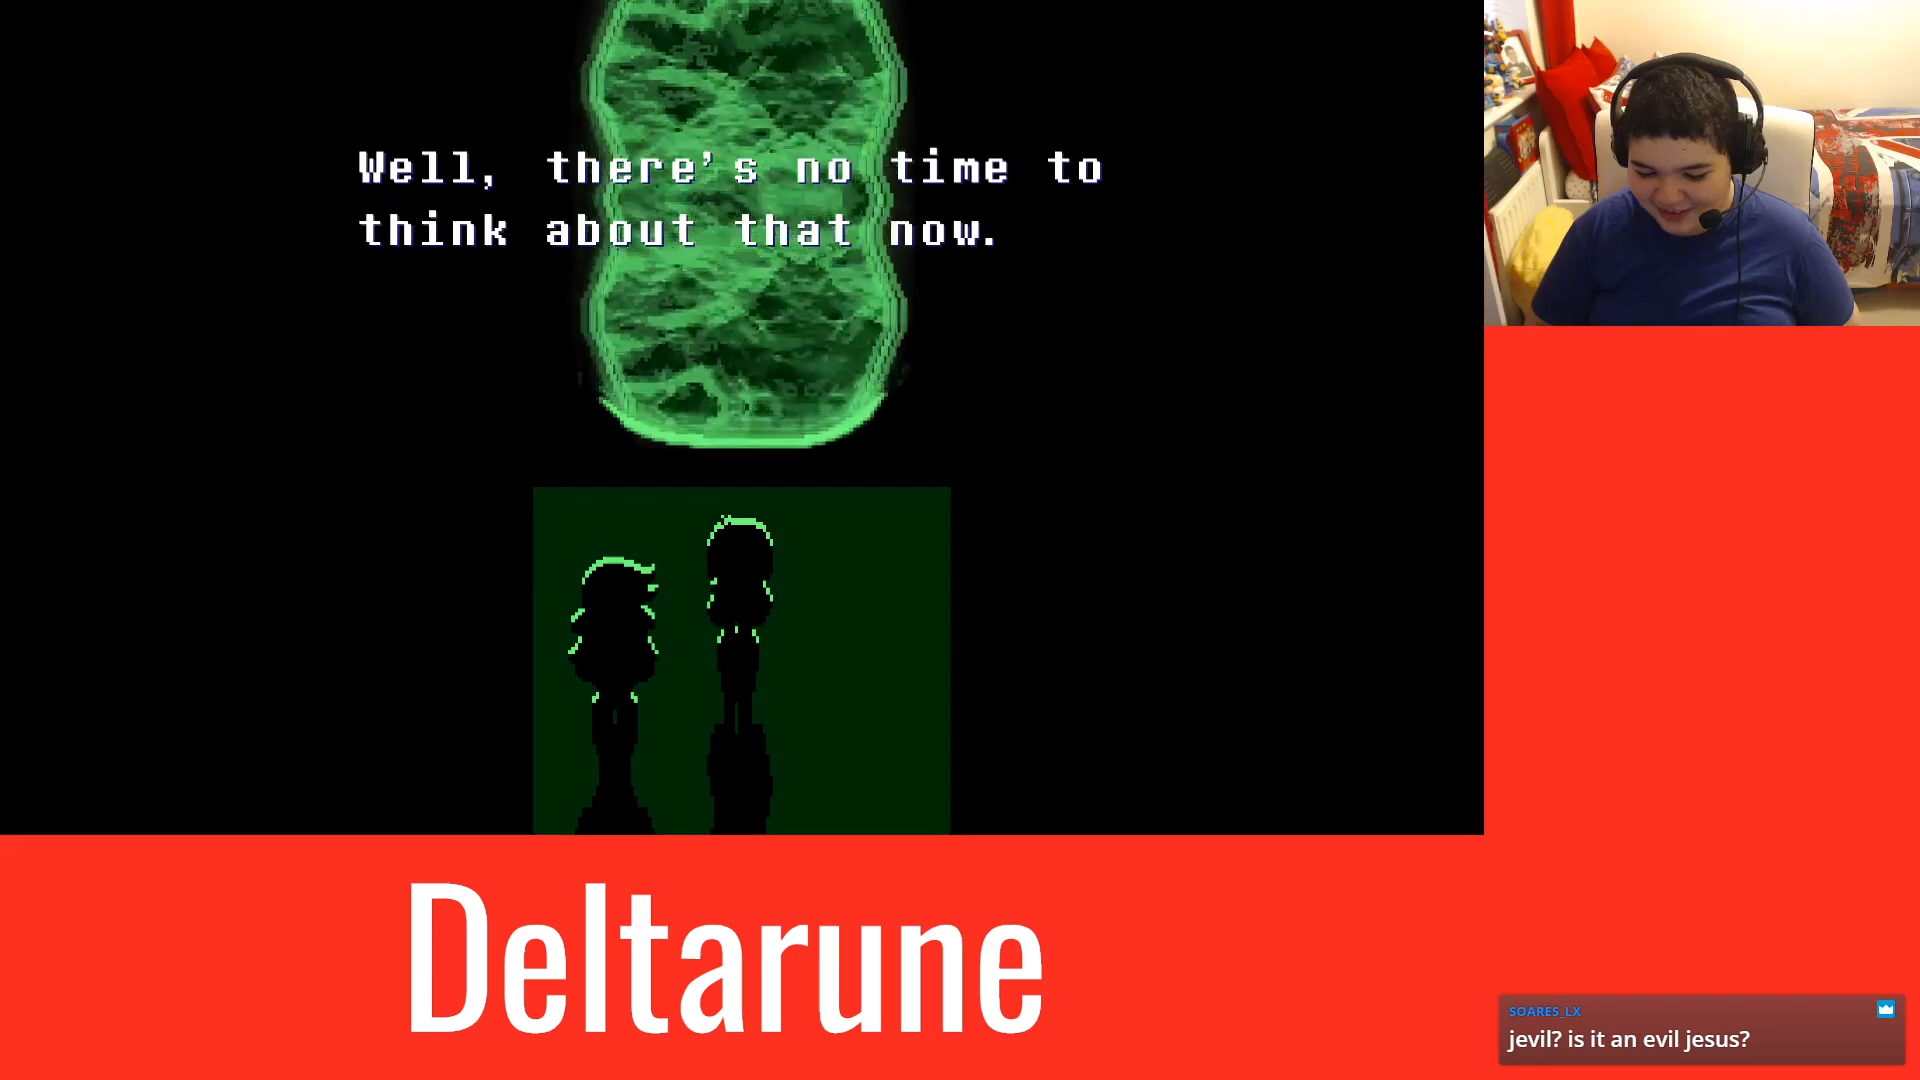 Well, there's no time to
think about that now.
Deltarune
SOARES_LX
jevil? is it an evil jesus?